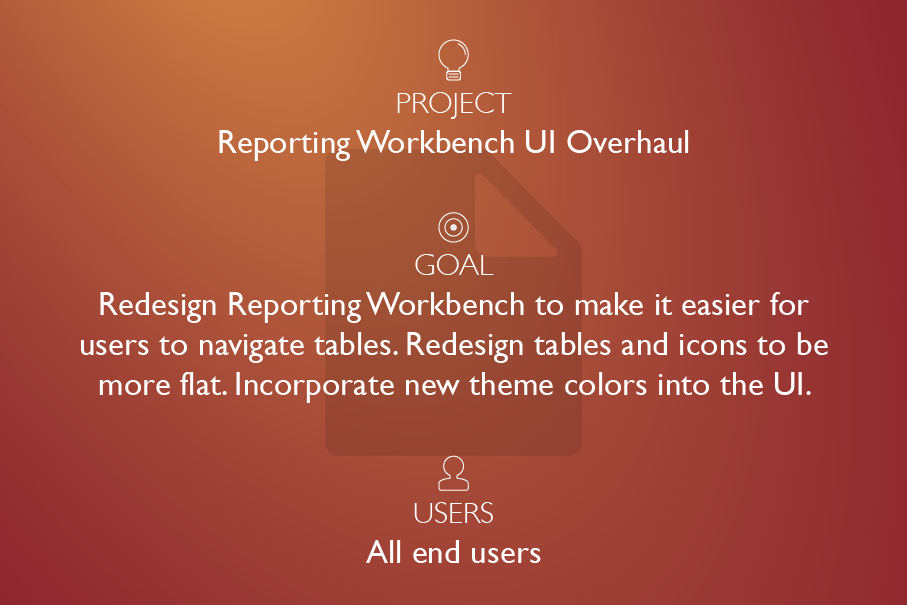 PROJECT
Reporting Workbench UI Overhaul
GOAL
Redesign Reporting Workbench to make it easier for
users to navigate tables. Redesign tables and icons to be
more flat. Incorporate new theme colors into the UI.
USERS
All end users